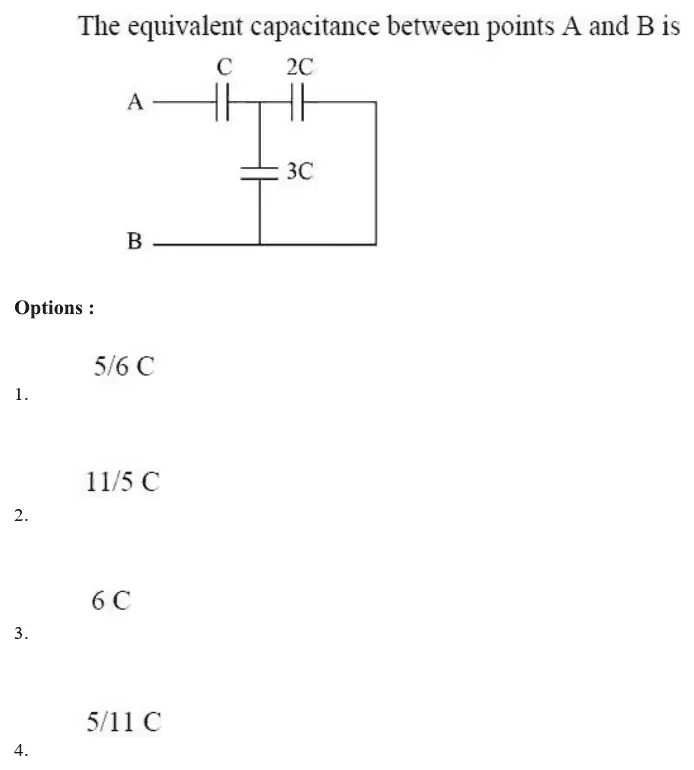 The equivalent capacitance between points A and B is
C 2C
A
3C
B
Options :
5/6 C
1.
11/5 C
2.
6 C
3.
5/11 C
4.